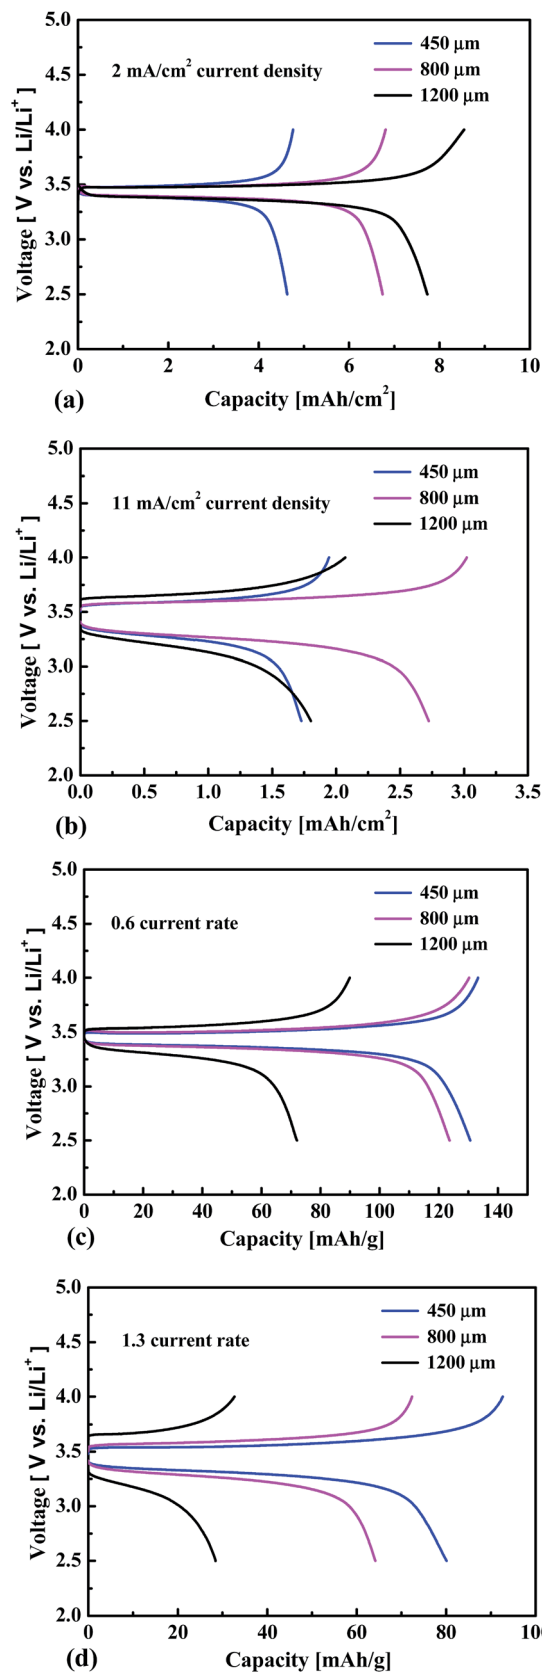 5.0
450 μm
2 mA/cm² current density
800 μm
4.5
1200 μm
4.0
3.5
3.0
2.5
2.0
Voltage [ V vs. Li/Li⁺ ]
0 2 4 6 8 10
(a)
Capacity [mAh/cm²]
5.0
450 μm
11 mA/cm² current density
800 μm
4.5
1200 μm
4.0
3.5
3.0
2.5
2.0
Voltage [ V vs. Li/Li⁺ ]
0.0 0.5 1.0 1.5 2.0 2.5 3.0 3.5
(b)
Capacity [mAh/cm²]
5.0
450 μm
0.6 current rate
800 μm
4.5
1200 μm
4.0
3.5
3.0
2.5
2.0
Voltage [ V vs. Li/Li⁺ ]
0 20 40 60 80 100 120 140
(c)
Capacity [mAh/g]
5.0
450 μm
1.3 current rate
800 μm
4.5
1200 μm
4.0
3.5
3.0
2.5
2.0
Voltage [ V vs. Li/Li⁺ ]
0 20 40 60 80 100
(d)
Capacity [mAh/g]